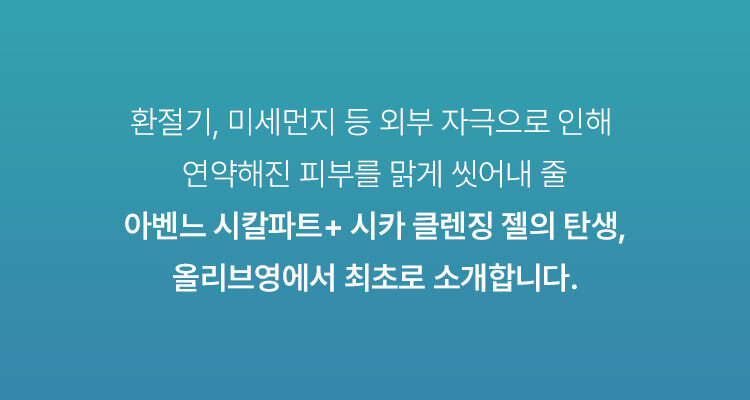 환절기, 미세먼지 등 외부 자극으로 인해
연약해진 피부를 맑게 씻어내 줄
아벤느 시칼파트+ 시카 클렌징 젤의 탄생,
올리브영에서 최초로 소개합니다.